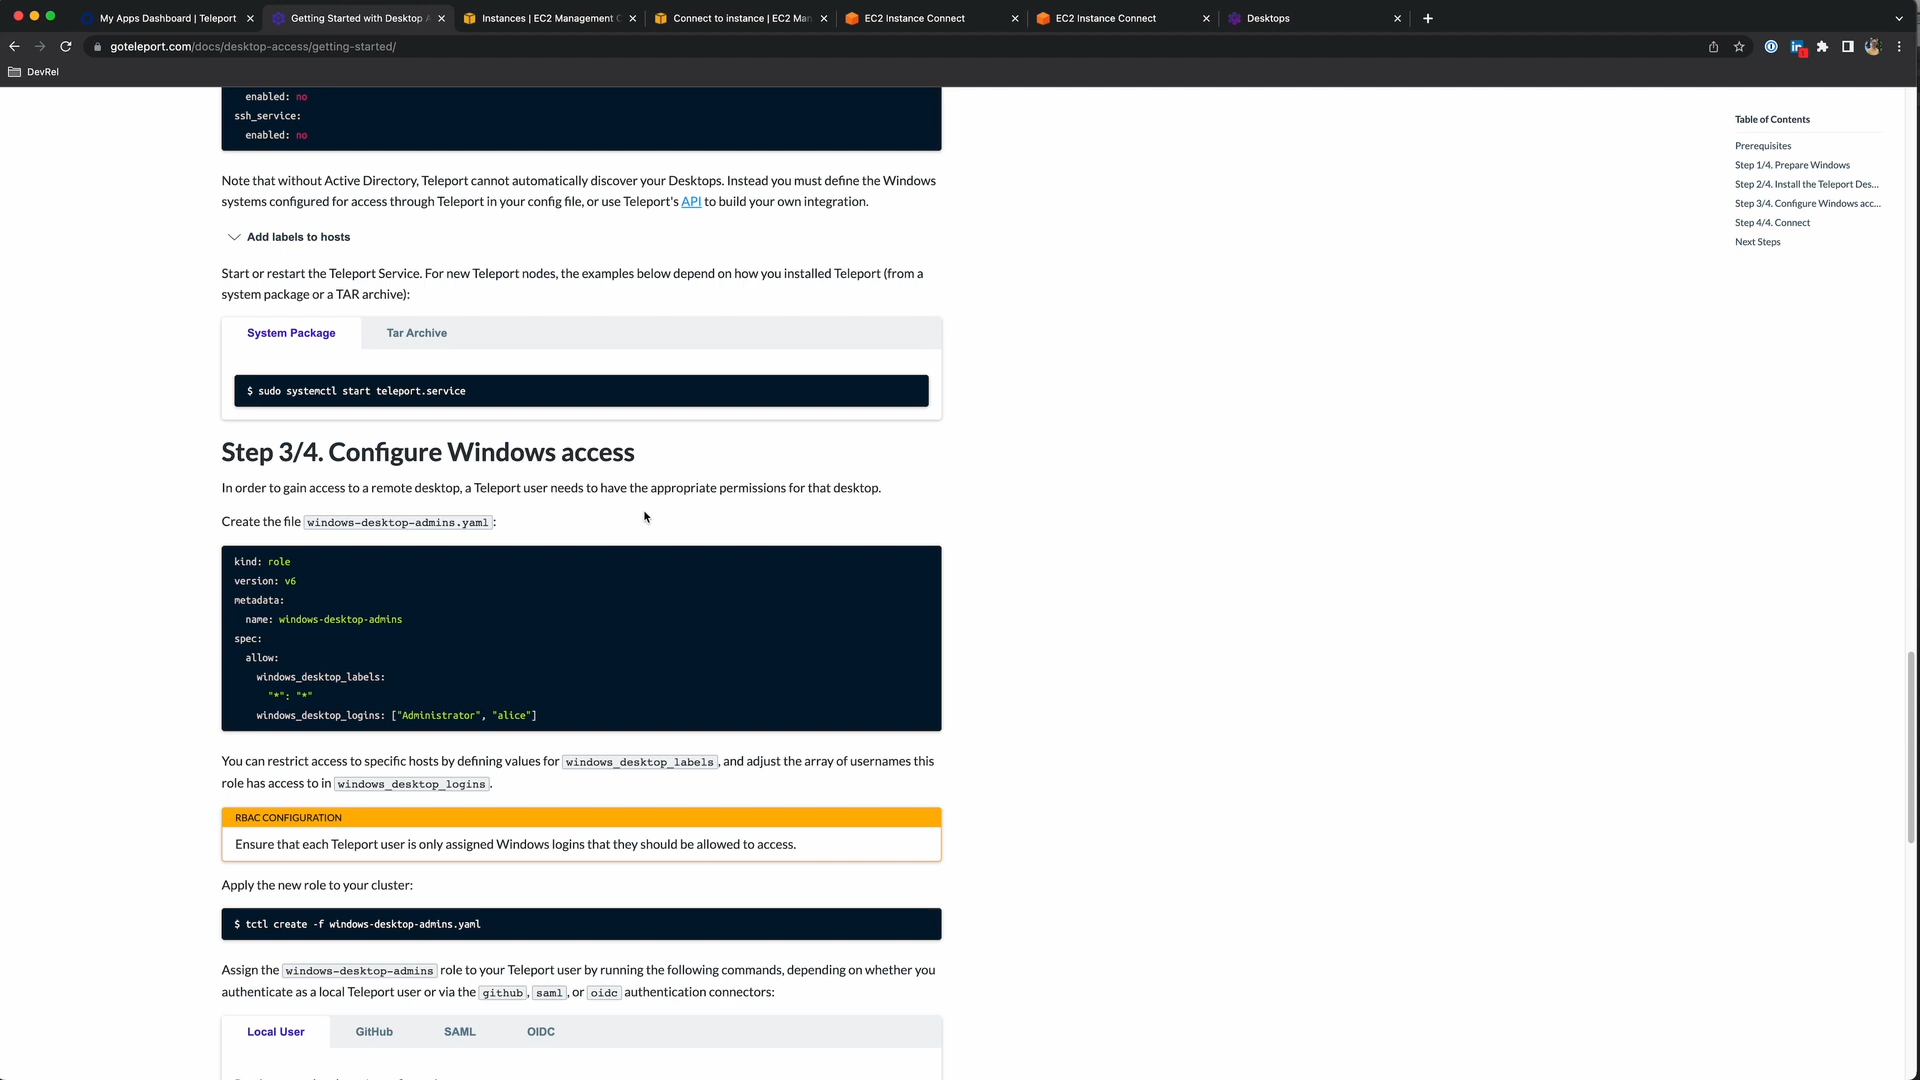 My Apps Dashboard | Teleport
Getting Started with Desktop A
Instances | EC2 Management C
Connect to instance | EC2 Man
EC2 Instance Connect
EC2 Instance Connect
Desktops
goteleport.com/docs/desktop-access/getting-started/
DevRel
enabled: no
ssh_service:
enabled: no
Note that without Active Directory, Teleport cannot automatically discover your Desktops. Instead you must define the Windows
systems configured for access through Teleport in your config file, or use Teleport's API to build your own integration.
Add labels to hosts
Start or restart the Teleport Service. For new Teleport nodes, the examples below depend on how you installed Teleport (from a
system package or a TAR archive):
System Package
Tar Archive
$ sudo systemctl start teleport.service
Step 3/4. Configure Windows access
In order to gain access to a remote desktop, a Teleport user needs to have the appropriate permissions for that desktop.
Create the file windows-desktop-admins.yaml:
kind: role
version: v6
metadata:
name: windows-desktop-admins
spec:
allow:
windows_desktop_labels:
"*": "*"
windows_desktop_logins: ["Administrator", "alice"]
You can restrict access to specific hosts by defining values for windows_desktop_labels, and adjust the array of usernames this
role has access to in windows_desktop_logins.
RBAC CONFIGURATION
Ensure that each Teleport user is only assigned Windows logins that they should be allowed to access.
Apply the new role to your cluster:
$ tctl create -f windows-desktop-admins.yaml
Assign the windows-desktop-admins role to your Teleport user by running the following commands, depending on whether you
authenticate as a local Teleport user or via the github, saml, or oidc authentication connectors:
Local User
GitHub
SAML
OIDC
Table of Contents
Prerequisites
Step 1/4. Prepare Windows
Step 2/4. Install the Teleport Des...
Step 3/4. Configure Windows acc...
Step 4/4. Connect
Next Steps